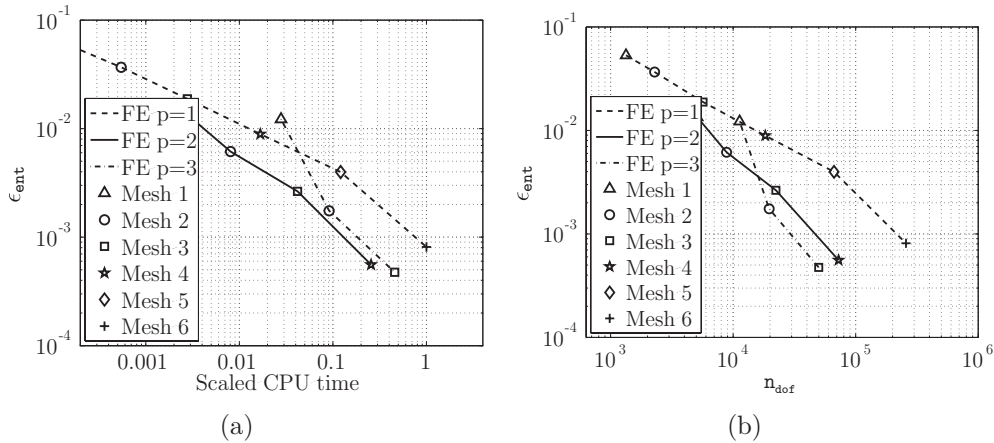 10^-1
10^-2
10^-3
10^-4
ϵ_ent
0.001 0.01 0.1 1
Scaled CPU time
FE p=1
FE p=2
FE p=3
Mesh 1
Mesh 2
Mesh 3
Mesh 4
Mesh 5
Mesh 6
(a)
10^-1
10^-2
10^-3
10^-4
ϵ_ent
10^3 10^4 10^5 10^6
n_dof
FE p=1
FE p=2
FE p=3
Mesh 1
Mesh 2
Mesh 3
Mesh 4
Mesh 5
Mesh 6
(b)